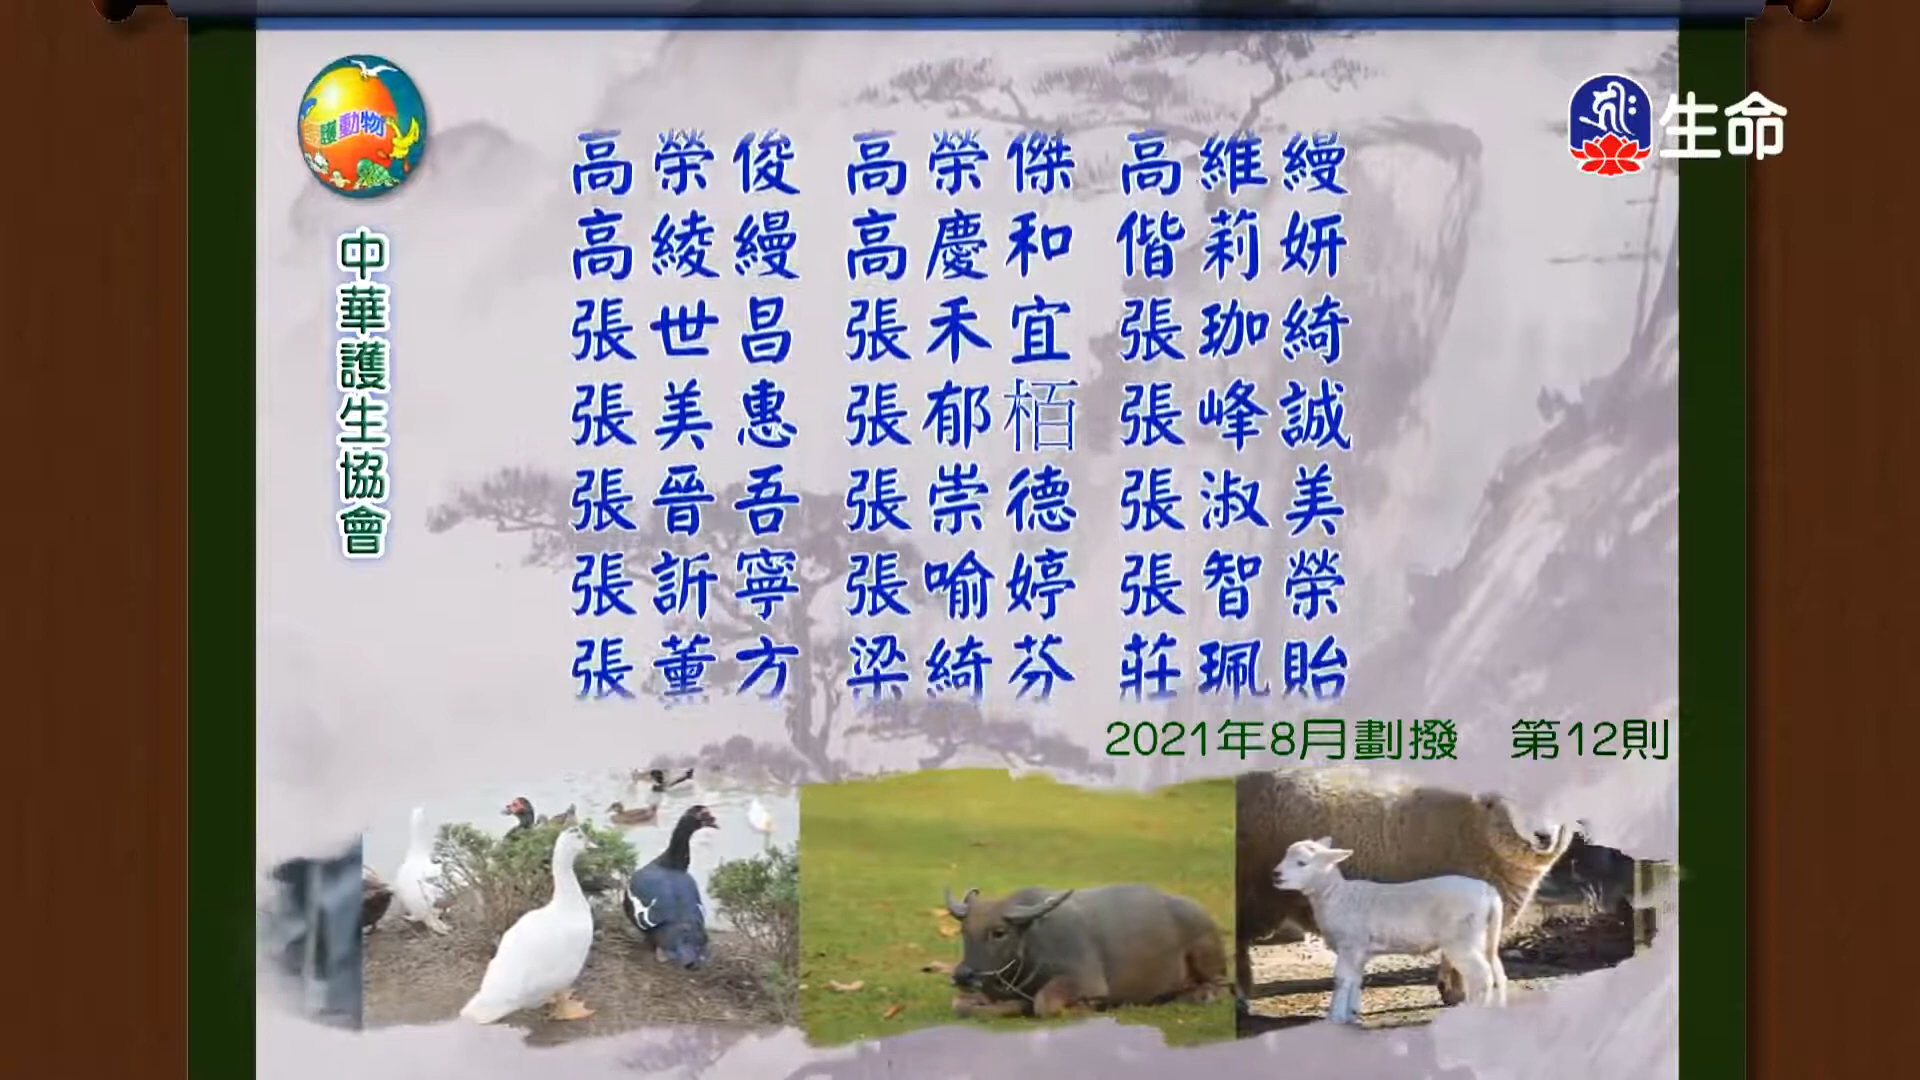 護動物
生命
中華護生協會
高榮俊 高榮傑 高維縵
高綾縵 高慶和 偕莉妍
張世昌 張禾宜 張珈綺
張美惠 張郁栢 張峰誠
張晉吾 張崇德 張淑美
張訢寧 張喻婷 張智榮
張薰方 梁綺芬 莊珮貽
2021年8月劃撥 第12則